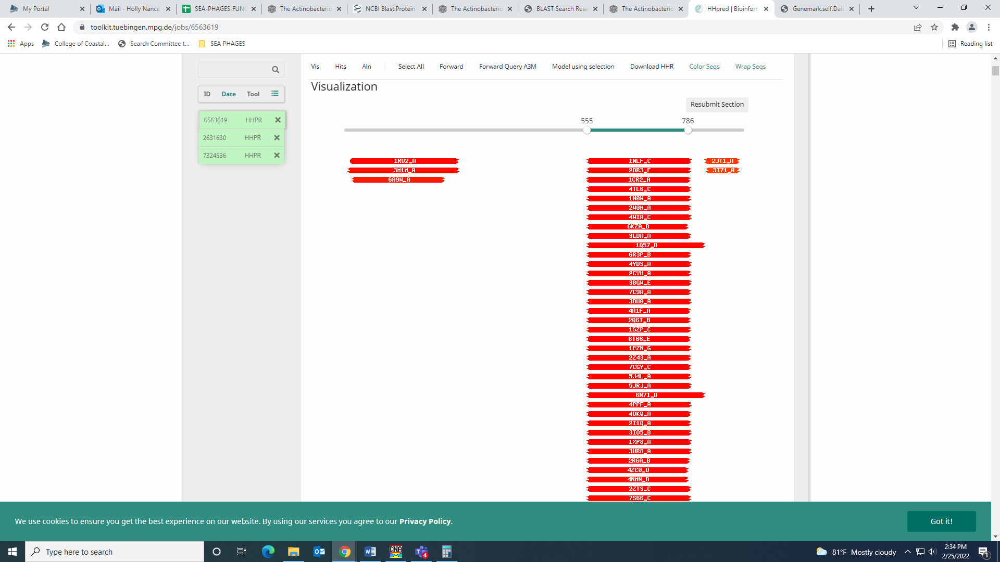 My Portal
Mail - Holly Nance
SEA-PHAGES FUNC
The Actinobacterio
NCBI Blast:Protein
The Actinobacterio
BLAST Search Resu
The Actinobacterio
HHpred | Bioinform
Genemark.self.Dat
toolkit.tuebingen.mpg.de/jobs/6563619
Apps
College of Coastal...
Search Committee t...
SEA PHAGES
Reading list
Vis Hits Aln Select All Forward Forward Query A3M Model using selection Download HHR Color Seqs Wrap Seqs
Visualization
ID Date Tool
6563619 HHPR
2631630 HHPR
7324536 HHPR
Resubmit Section
555 786
1RO2_A 1NLF_C 2JT1_A
3M1M_A 2DR3_F 3I71_A
6A9W_A 1CR2_A
4TL6_C
1N0W_A
2W0M_A
4WIA_C
6KZA_B
3LDA_A
1Q57_D
6R3P_B
4YDS_A
2CVH_A
3BGW_E
7C9A_A
3BH0_A
4A1F_A
2Q6T_B
1SZP_C
6T66_E
1PZN_G
2Z43_A
7CGY_C
5J4L_A
5JRJ_A
6N7I_D
4PPF_A
4QKQ_A
2I1Q_A
3IO5_B
1XP8_A
3HR8_A
2R6A_B
4ZC0_D
4NMN_B
2ZTS_C
7S66_C
We use cookies to ensure you get the best experience on our website. By using our services you agree to our Privacy Policy.
Got it!
Type here to search
DNA
4
81°F Mostly cloudy
2:34 PM
2/25/2022
1